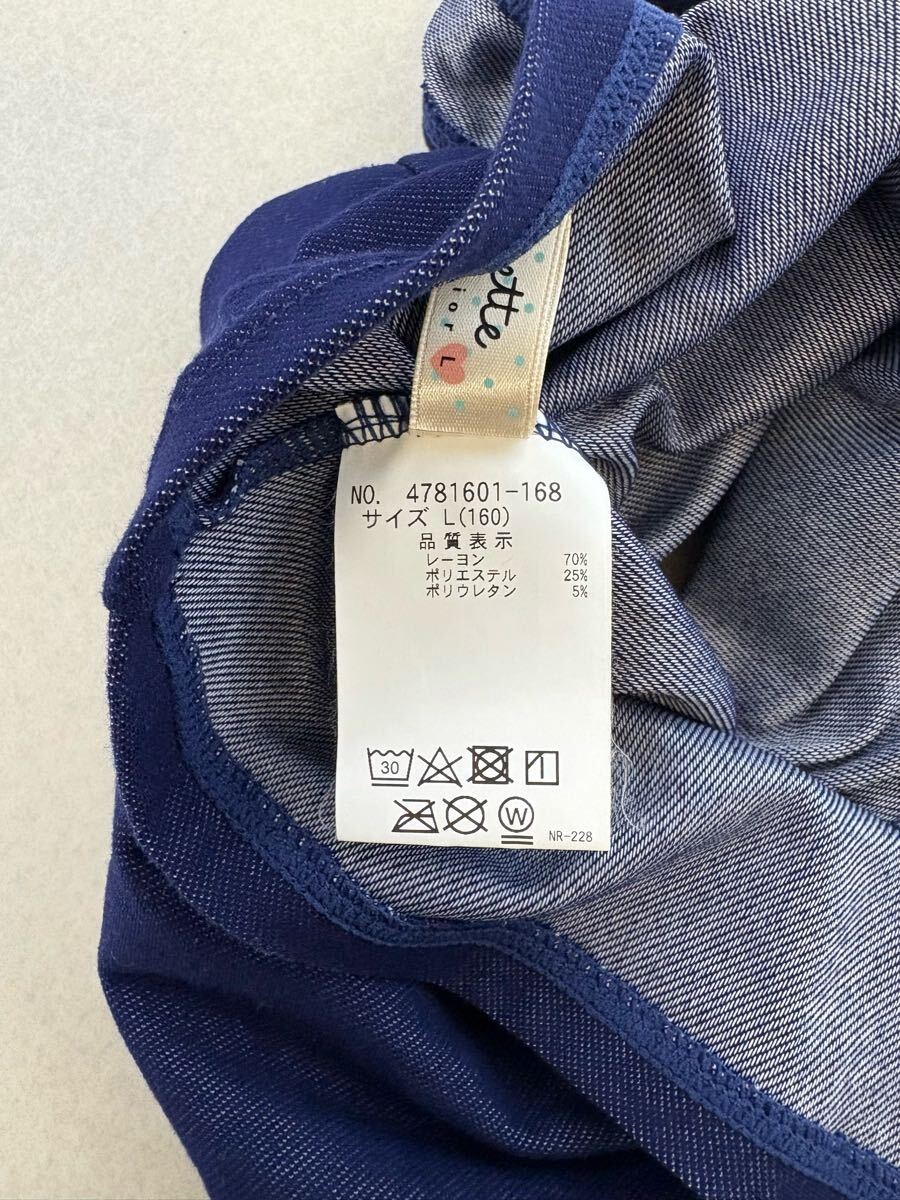 ette
ior L
NO. 4781601-168
サイズ L(160)
品質表示
レーヨン 70%
ポリエステル 25%
ポリウレタン 5%
30
W
NR-228